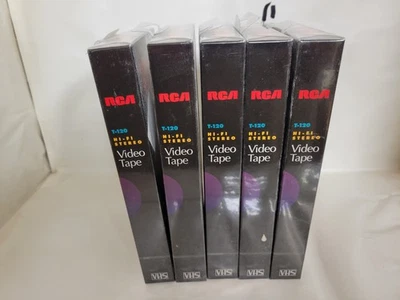 RCA
T-120
HI-FI
STEREO
Video
Tape
VHS
RCA
T-120
HI-FI
STEREO
Video
Tape
VHS
RCA
T-120
HI-FI
STEREO
Video
Tape
VHS
RCA
T-120
HI-FI
STEREO
Video
Tape
VHS
RCA
T-120
HI-FI
STEREO
Video
Tape
VHS